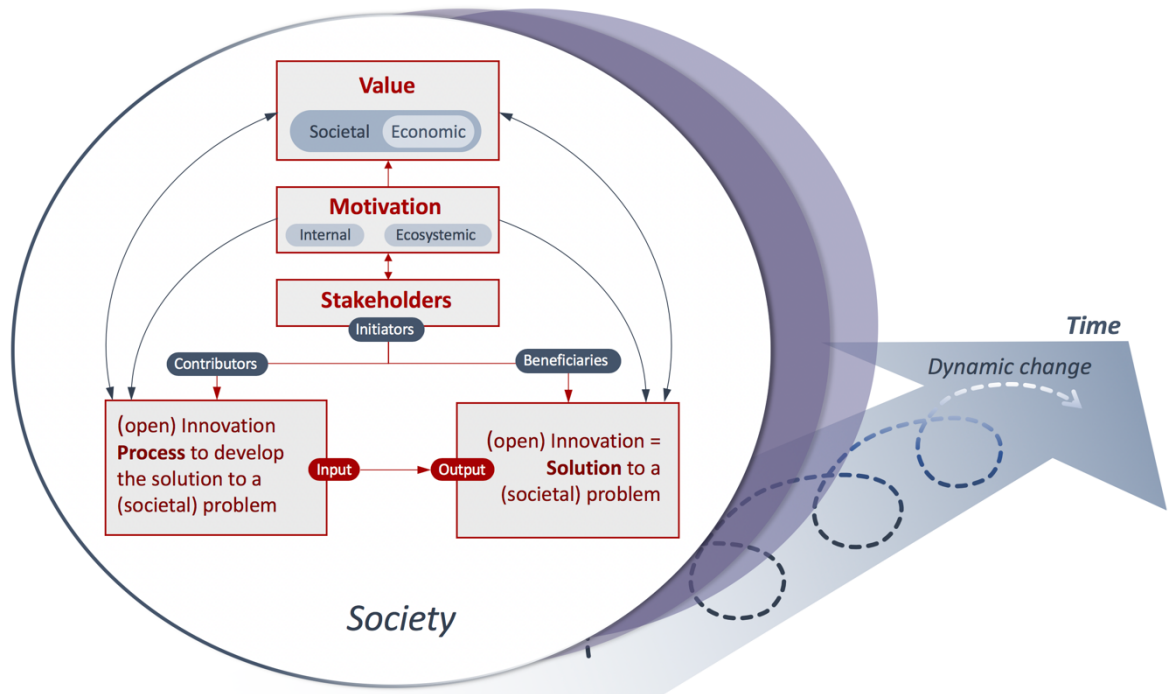 Value
Societal Economic
Motivation
Internal Ecosystemic
Stakeholders
Initiators
Contributors
Beneficiaries
(open) Innovation
Process to develop
the solution to a
(societal) problem
Input
Output
(open) Innovation =
Solution to a
(societal) problem
Society
Time
Dynamic change